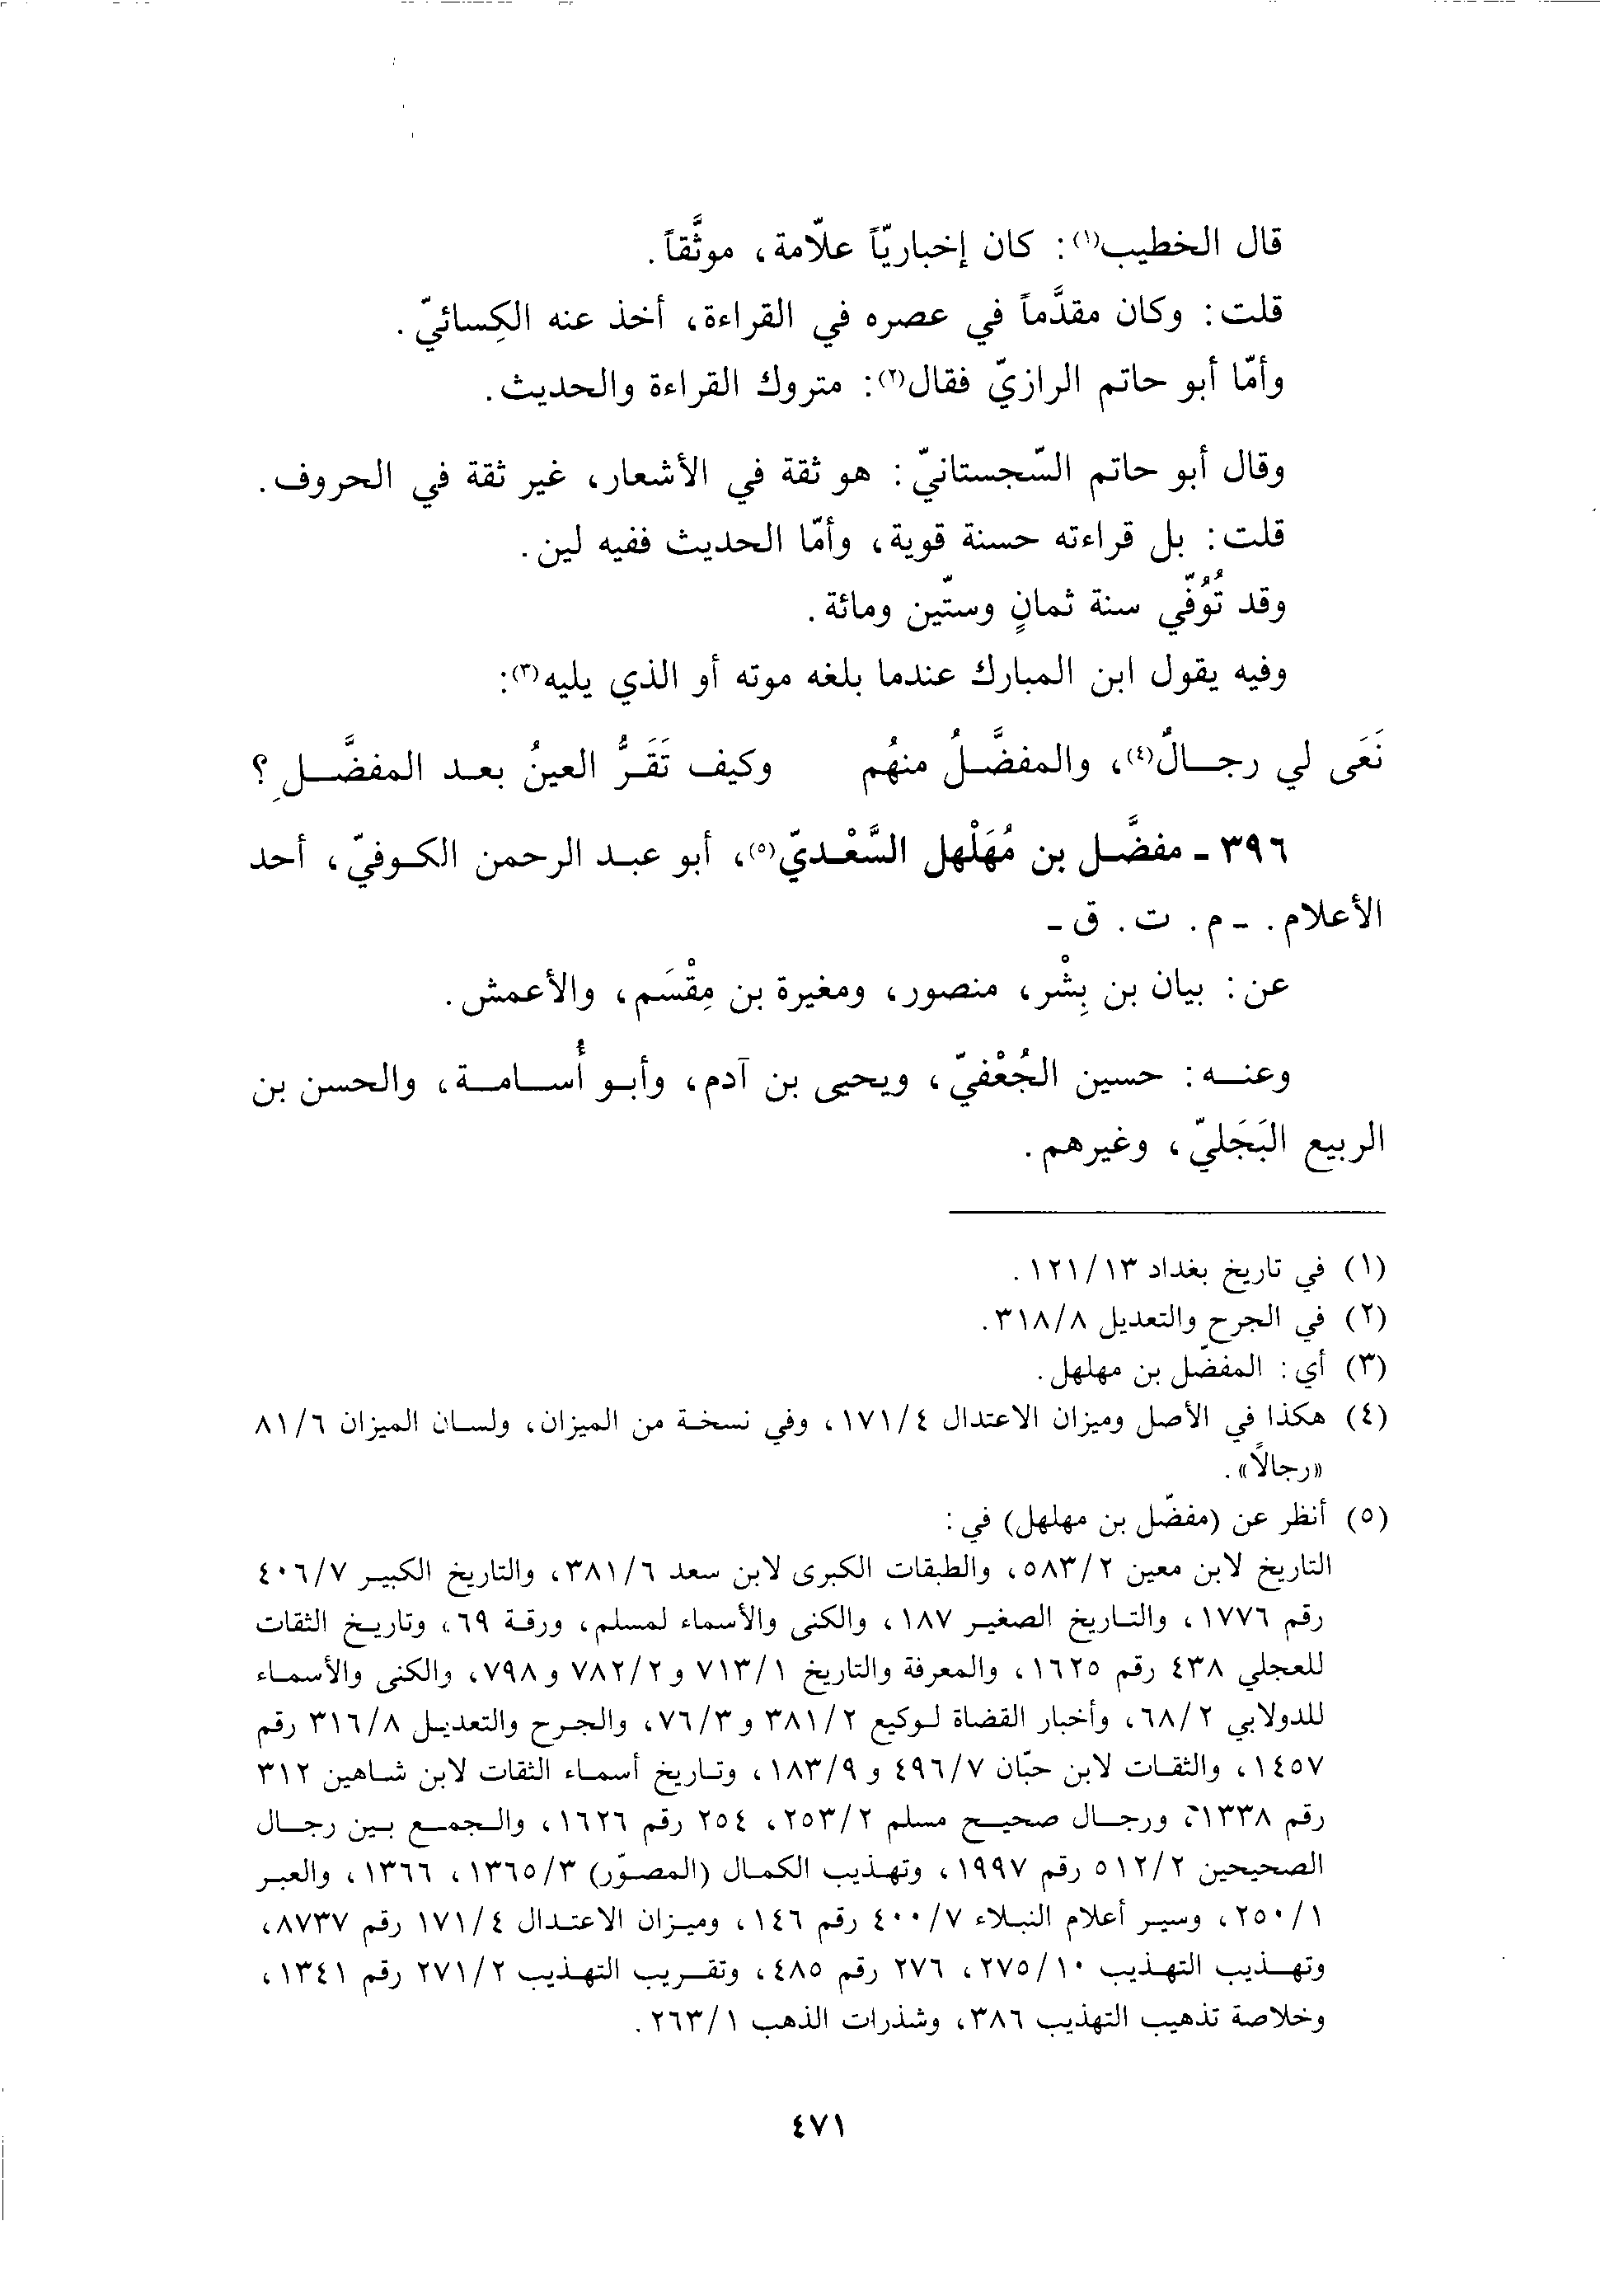 قال الخطيب(١): كان إخباريّاً علّامة، موثَّقاً.
قلت: وكان مقدَّماً في عصره في القراءة، أخذ عنه الكِسائيّ.
وأمّا أبو حاتم الرازيّ فقال(٢): متروك القراءة والحديث.
وقال أبو حاتم السّجستانيّ: هو ثقة في الأشعار، غير ثقة في الحروف.
قلت: بل قراءته حسنة قوية، وأمّا الحديث ففيه لين.
وقد تُوُفّي سنة ثمانٍ وستّين ومائة.
وفيه يقول ابن المبارك عندما بلغه موته أو الذي يليه(٣):
نَعَى لي رجالٌ(٤)، والمفضَّلُ منهُم وكيف تَقَرُّ العينُ بعد المفضَّلِ؟
٣٩٦ - مفضَّل بن مُهَلْهل السَّعْديّ(٥)، أبو عبد الرحمن الكوفيّ، أحد
الأعلام. - م. ت. ق -
عن: بيان بن بِشْر، منصور، ومغيرة بن مِقْسَم، والأعمش.
وعنه: حسين الجُعْفيّ، ويحيى بن آدم، وأبو أُسامة، والحسن بن
الربيع البَجَليّ، وغيرهم.
(١) في تاريخ بغداد ١٢١/١٣.
(٢) في الجرح والتعديل ٣١٨/٨.
(٣) أي: المفضّل بن مهلهل.
(٤) هكذا في الأصل وميزان الاعتدال ١٧١/٤، وفي نسخة من الميزان، ولسان الميزان ٨١/٦
«رجالاً».
(٥) أنظر عن (مفضّل بن مهلهل) في:
التاريخ لابن معين ٥٨٣/٢، والطبقات الكبرى لابن سعد ٣٨١/٦، والتاريخ الكبير ٤٠٦/٧
رقم ١٧٧٦، والتاريخ الصغير ١٨٧، والكنى والأسماء لمسلم، ورقة ٦٩، وتاريخ الثقات
للعجلي ٤٣٨ رقم ١٦٢٥، والمعرفة والتاريخ ٧١٣/١ و ٧٨٢/٢ و ٧٩٨، والكنى والأسماء
للدولابي ٦٨/٢، وأخبار القضاة لوكيع ٣٨١/٢ و ٧٦/٣، والجرح والتعديل ٣١٦/٨ رقم
١٤٥٧، والثقات لابن حبّان ٤٩٦/٧ و ١٨٣/٩، وتاريخ أسماء الثقات لابن شاهين ٣١٢
رقم ١٣٣٨، ورجال صحيح مسلم ٢٥٣/٢، ٢٥٤ رقم ١٦٢٦، والجمع بين رجال
الصحيحين ٥١٢/٢ رقم ١٩٩٧، وتهذيب الكمال (المصوّر) ١٣٦٥/٣، ١٣٦٦، والعبر
٢٥٠/١، وسير أعلام النبلاء ٤٠٠/٧ رقم ١٤٦، وميزان الاعتدال ١٧١/٤ رقم ٨٧٣٧،
وتهذيب التهذيب ٢٧٥/١٠، ٢٧٦ رقم ٤٨٥، وتقريب التهذيب ٢٧١/٢ رقم ١٣٤١،
وخلاصة تذهيب التهذيب ٣٨٦، وشذرات الذهب ٢٦٣/١.
٤٧١